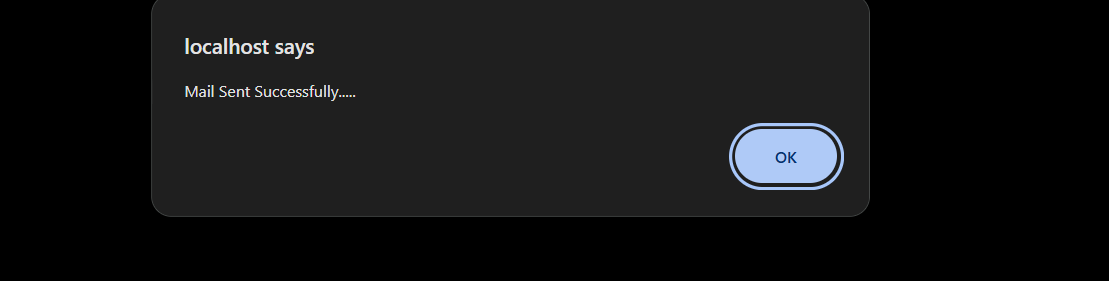 localhost says
Mail Sent Successfully.....
OK